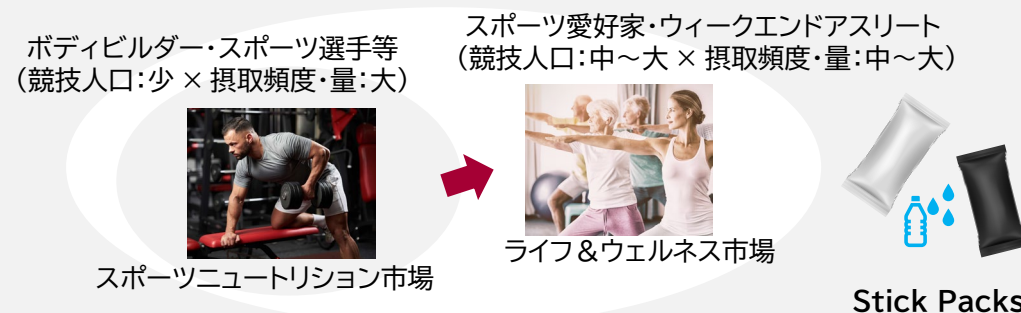 ボディビルダー・スポーツ選手等
（競技人口：少 × 摂取頻度・量：大）
スポーツニュートリション市場
スポーツ愛好家・ウィークエンドアスリート
（競技人口：中～大 × 摂取頻度・量：中～大）
ライフ＆ウェルネス市場
Stick Packs